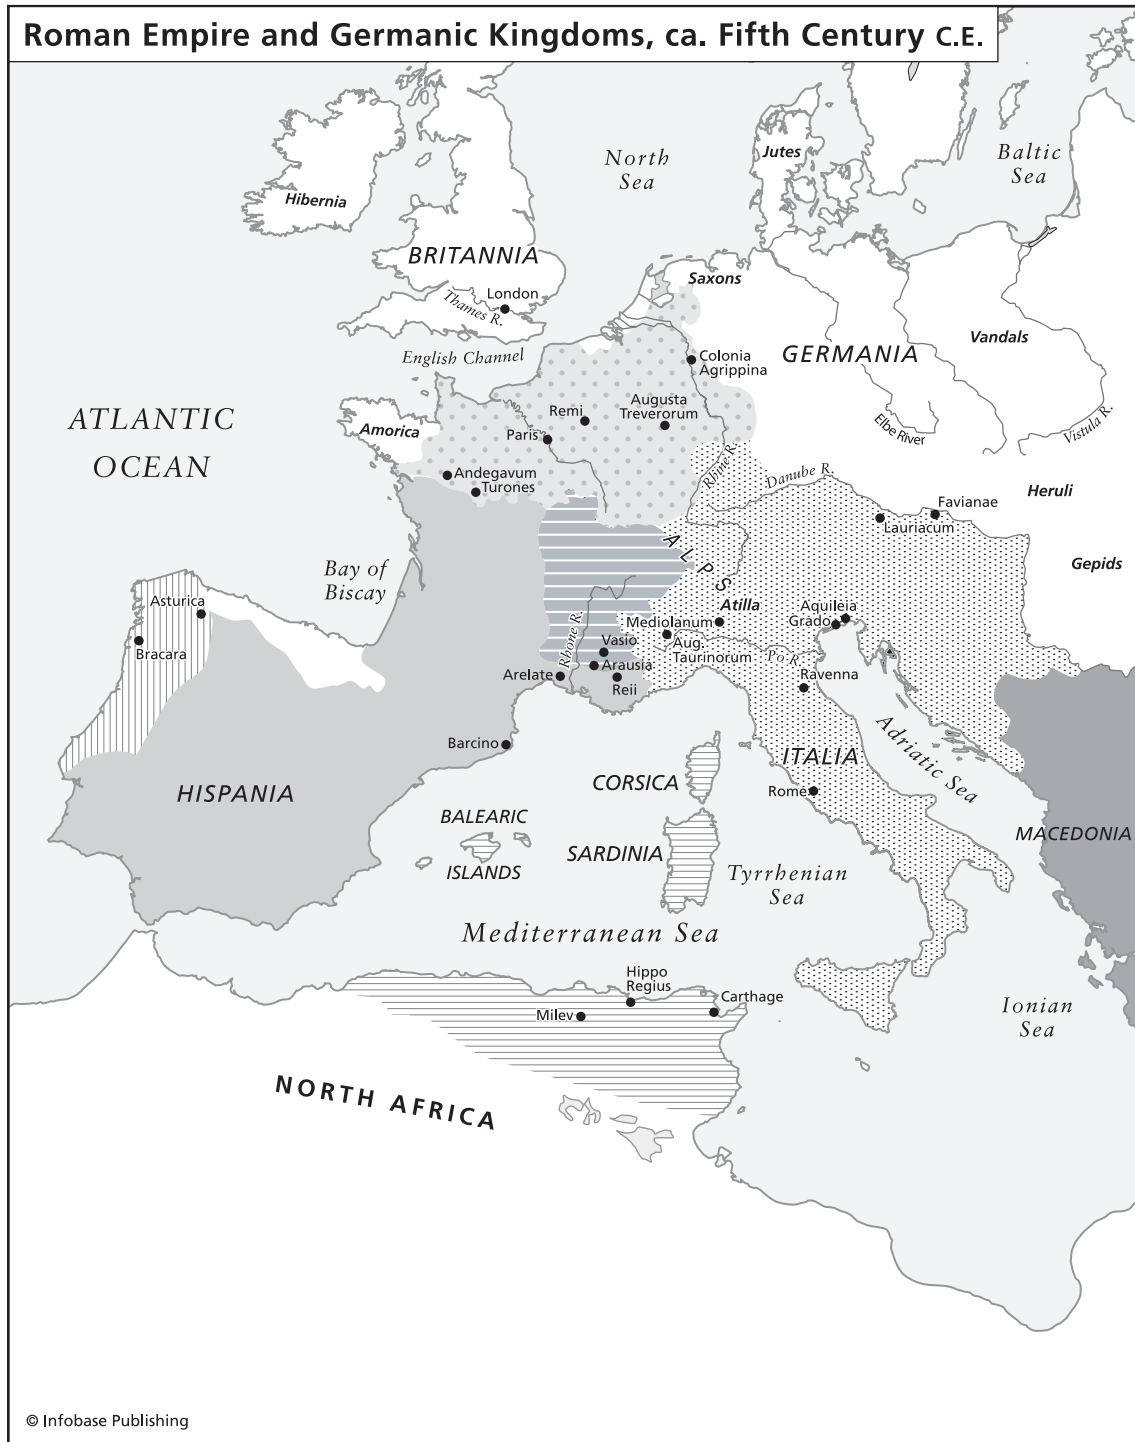 Roman Empire and Germanic Kingdoms, ca. Fifth Century C.E.
North
Sea
Jutes
Baltic
Sea
Hibernia
BRITANNIA
Saxons
London
Thames R.
English Channel
Colonia
Agrippina
GERMANIA
Vandals
ATLANTIC
OCEAN
Amorica
Remi
Augusta
Treverorum
Paris
Elbe River
Vistula R.
Andegavum
Turones
Rhine R.
Danube R.
Heruli
Favianae
Lauriacum
Gepids
ALPS
Bay of
Biscay
Asturica
Bracara
Atilla
Mediolanum
Aquileia
Grado
Rhone R.
Vasio
Aug.
Taurinorum
Po R.
Arausia
Arelate
Reii
Ravenna
Barcino
Adriatic Sea
ITALIA
HISPANIA
CORSICA
Rome
BALEARIC
ISLANDS
SARDINIA
MACEDONIA
Tyrrhenian
Sea
Mediterranean Sea
Hippo
Regius
Carthage
Milev
Ionian
Sea
NORTH AFRICA
© Infobase Publishing